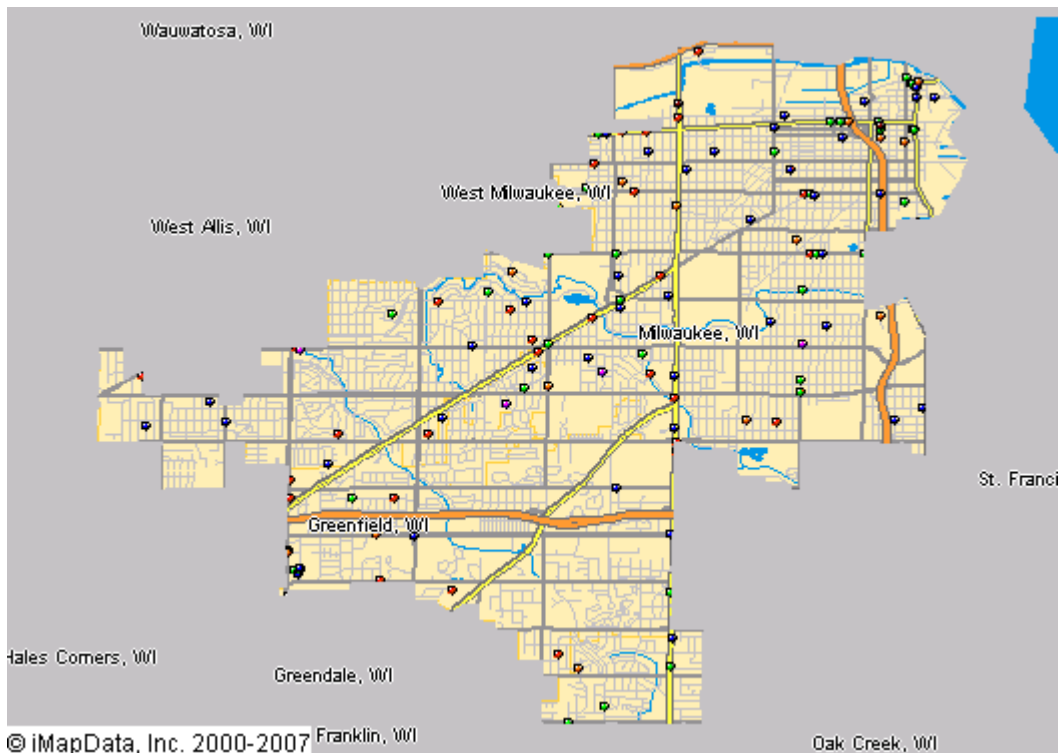 Wauwatosa, WI
West Milwaukee, WI
West Allis, WI
Milwaukee, WI
St. Franci
Greenfield, WI
Hales Corners, WI
Greendale, WI
Franklin, WI
Oak Creek, WI
© iMapData, Inc. 2000-2007